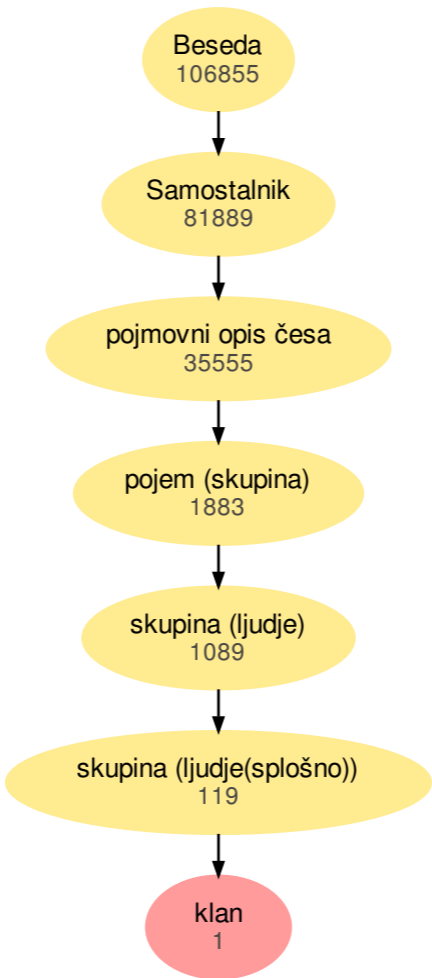 Beseda
106855
Samostalnik
81889
pojmovni opis česa
35555
pojem (skupina)
1883
skupina (ljudje)
1089
skupina (ljudje(splošno))
119
klan
1